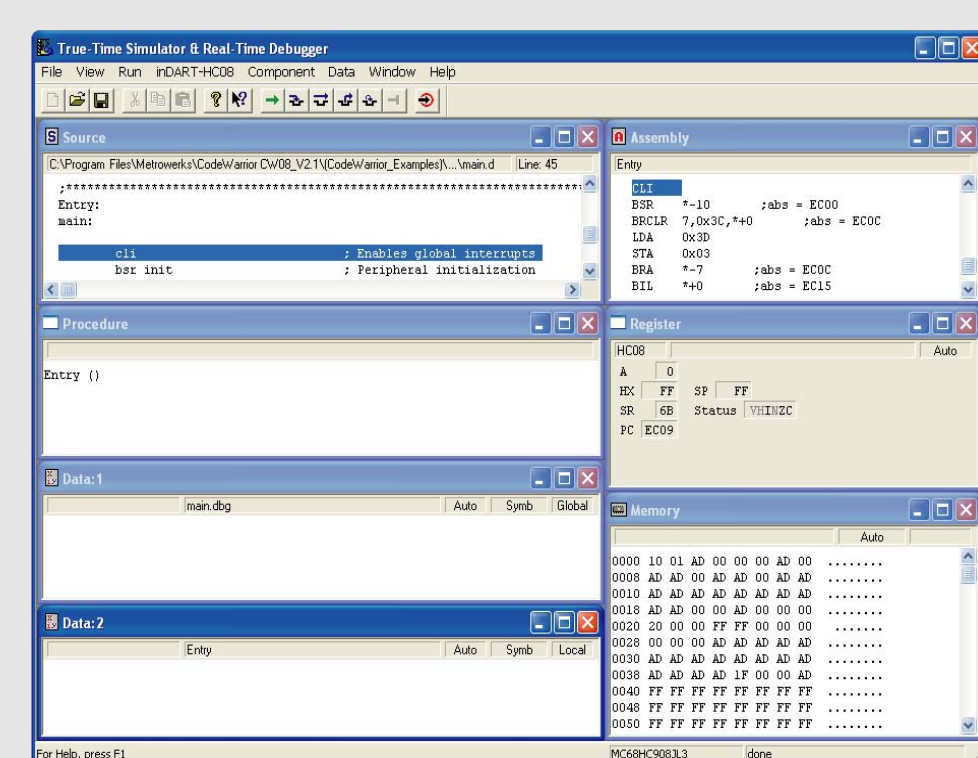 True-Time Simulator & Real-Time Debugger
File View Run inDART-HC08 Component Data Window Help
Source
C:\Program Files\Metrowerks\CodeWarrior CW08_V2.1\(CodeWarrior_Examples)\...\main.d Line: 45
;**************************************************************************
Entry:
main:
cli ; Enables global interrupts
bsr init ; Peripheral initialization
Assembly
Entry
CLI
BSR *-10 ;abs = EC00
BRCLR 7,0x3C,*+0 ;abs = EC0C
LDA 0x3D
STA 0x03
BRA *-7 ;abs = EC0C
BIL *+0 ;abs = EC15
Procedure
Entry ()
Register
HC08 Auto
A 0
HX FF SP FF
SR 6B Status VHINZC
PC EC09
Data:1
main.dbg Auto Symb Global
Data:2
Entry Auto Symb Local
Memory
Auto
0000 10 01 AD 00 00 00 AD 00 ........
0008 AD AD 00 AD AD 00 AD AD ........
0010 AD AD AD AD AD AD AD AD ........
0018 AD AD 00 00 AD 00 00 00 ........
0020 20 00 00 FF FF 00 00 00 .......
0028 00 00 00 AD AD AD AD AD ........
0030 AD AD AD AD AD AD AD AD ........
0038 AD AD AD AD 1F 00 00 AD ........
0040 FF FF FF FF FF FF FF FF ........
0048 FF FF FF FF FF FF FF FF ........
0050 FF FF FF FF FF FF FF FF ........
For Help, press F1 MC68HC908JL3 done